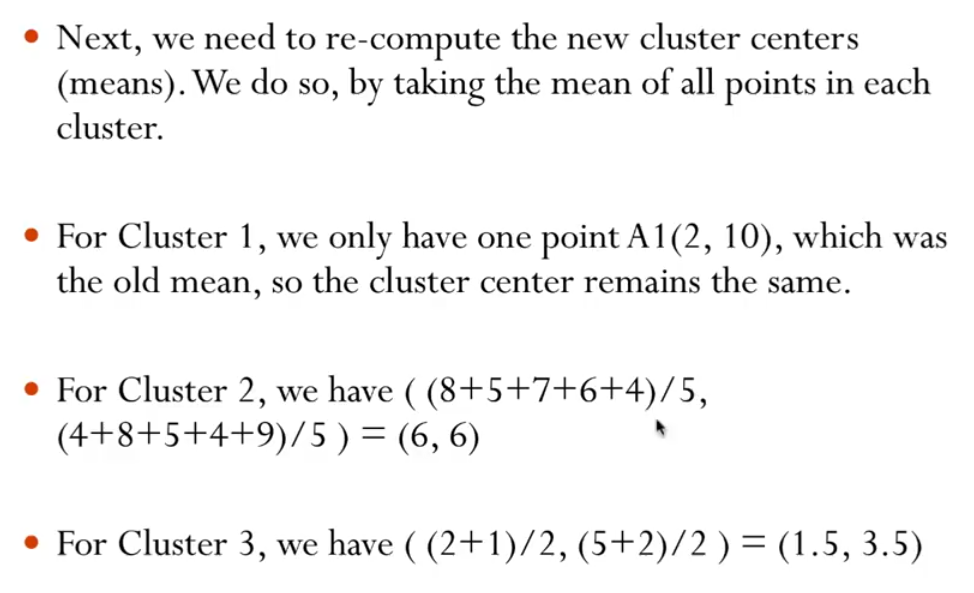 • Next, we need to re-compute the new cluster centers
(means). We do so, by taking the mean of all points in each
cluster.
• For Cluster 1, we only have one point A1(2, 10), which was
the old mean, so the cluster center remains the same.
• For Cluster 2, we have ( (8+5+7+6+4)/5,
(4+8+5+4+9)/5 ) = (6, 6)
• For Cluster 3, we have ( (2+1)/2, (5+2)/2 ) = (1.5, 3.5)